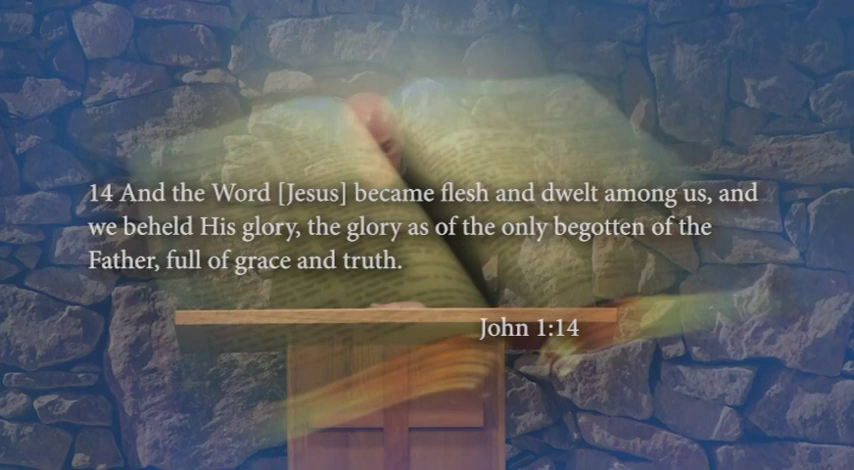 14 And the Word [Jesus] became flesh and dwelt among us, and
we beheld His glory, the glory as of the only begotten of the
Father, full of grace and truth.
John 1:14